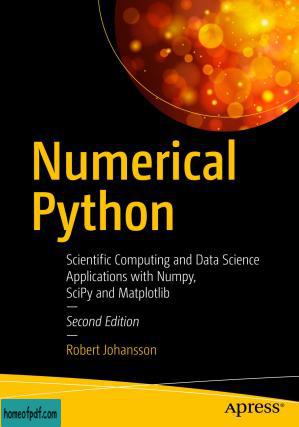 Numerical
Python
Scientific Computing and Data Science
Applications with Numpy,
SciPy and Matplotlib
—
Second Edition
—
Robert Johansson
Apress®
homeofpdf.com